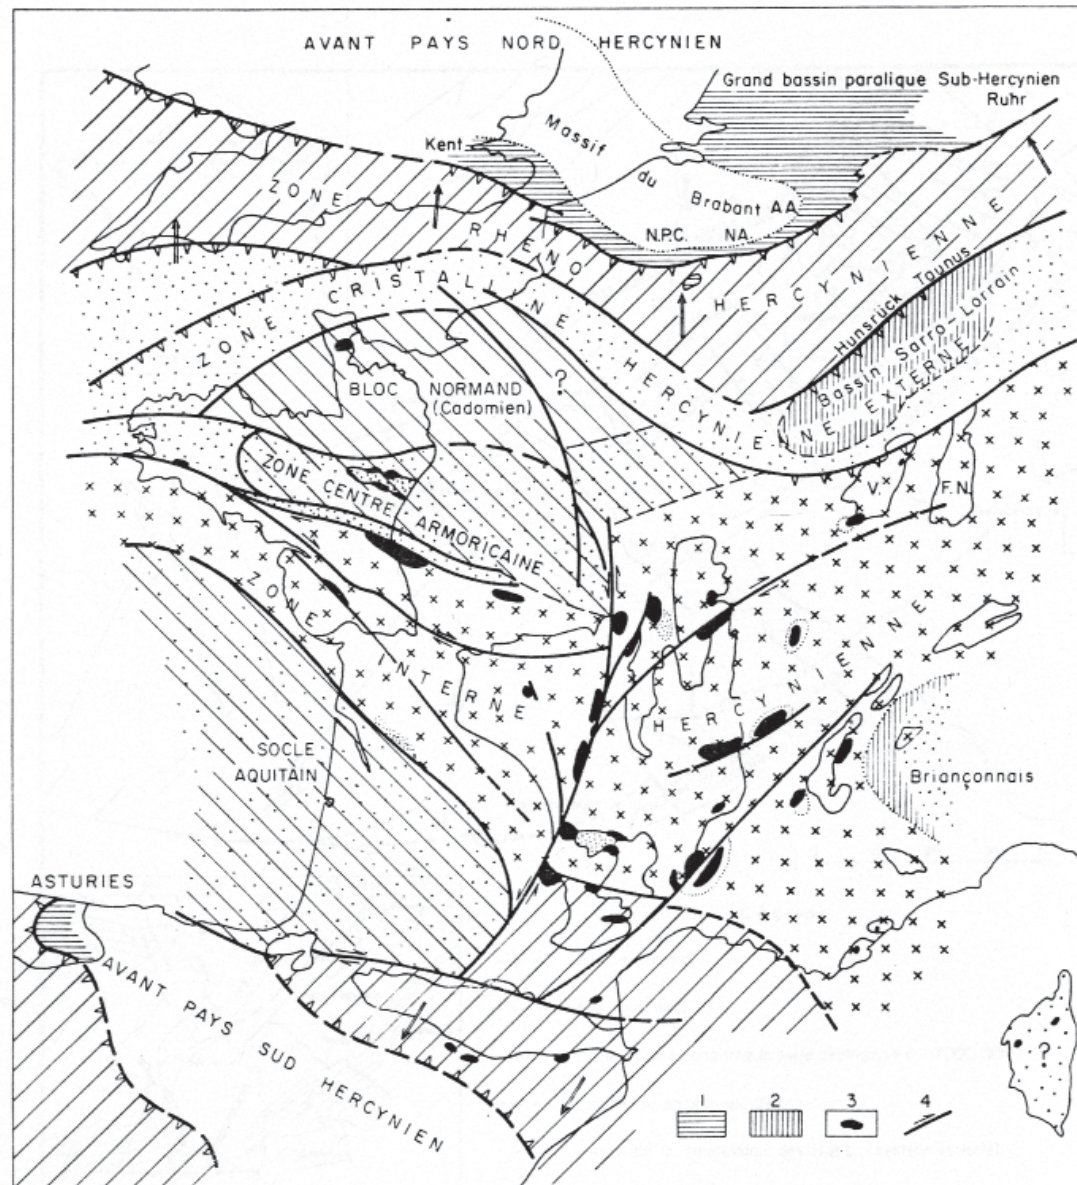 AVANT PAYS NORD HERCYNIEN
Grand bassin paralique Sub-Hercynien
Ruhr
Kent
Massif
du
Brabant AA
N.P.C. NA.
ZONE RHENO HERCYNIENNE
Hunsrück Taunus
Bassin Sarro-Lorrain
ZONE CRISTALLINE HERCYNIENNE EXTERNE
BLOC NORMAND
(Cadomien)
?
V. F.N.
ZONE CENTRE ARMORICAINE
ZONE INTERNE HERCYNIENNE
SOCLE
AQUITAIN
Briançonnais
ASTURIES
AVANT PAYS SUD HERCYNIEN
?
1 2 3 4